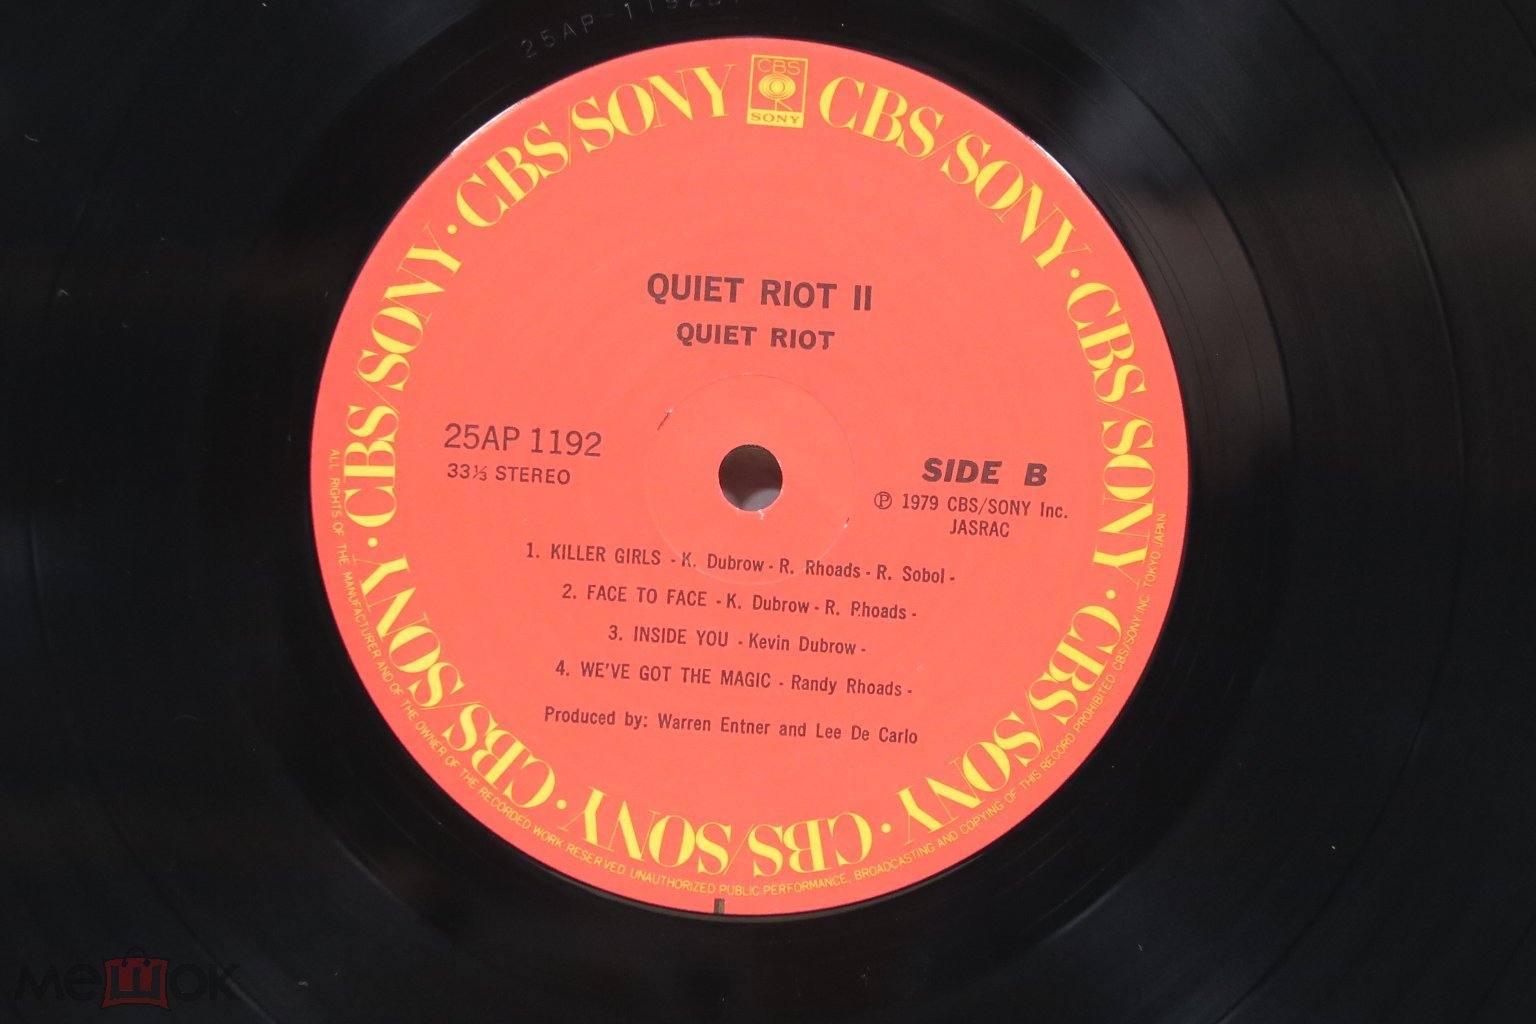 25AP-1192
CBS
SONY
CBS/SONY · CBS/SONY · CBS/SONY · CBS/SONY · CBS/SONY · CBS/SONY · CBS/SONY
QUIET RIOT II
QUIET RIOT
25AP 1192
33⅓ STEREO
SIDE B
Ⓟ 1979 CBS/SONY Inc.
JASRAC
1. KILLER GIRLS - K. Dubrow - R. Rhoads - R. Sobol -
2. FACE TO FACE - K. Dubrow - R. Rhoads -
3. INSIDE YOU - Kevin Dubrow -
4. WE'VE GOT THE MAGIC - Randy Rhoads -
Produced by: Warren Entner and Lee De Carlo
ALL RIGHTS OF THE MANUFACTURER AND OF THE OWNER OF THE RECORDED WORK RESERVED. UNAUTHORIZED PUBLIC PERFORMANCE, BROADCASTING AND COPYING OF THIS RECORD PROHIBITED. CBS/SONY INC. TOKYO JAPAN
мешок